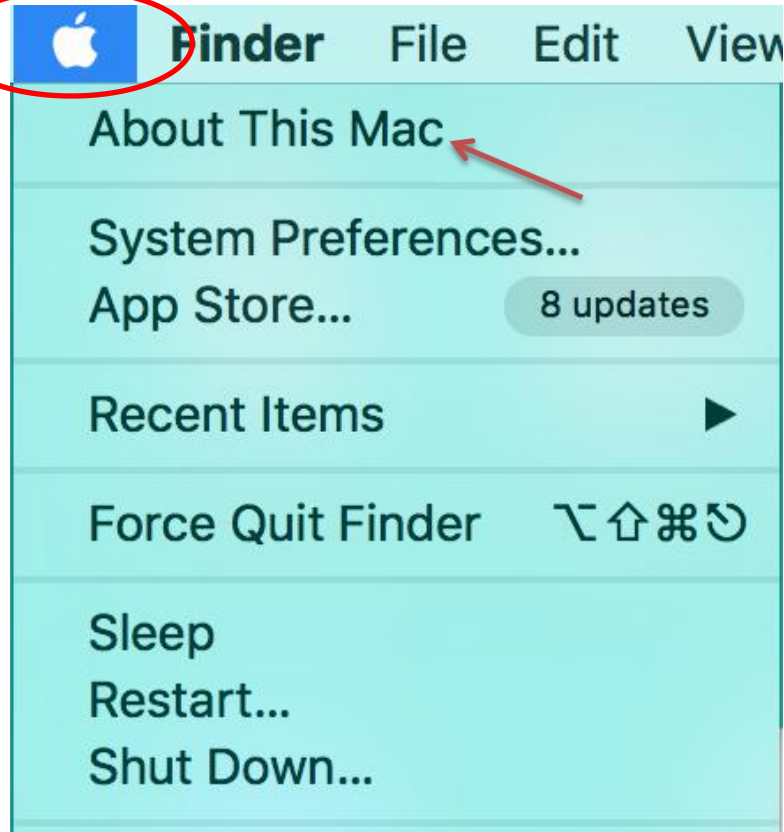 Finder File Edit View
About This Mac
System Preferences...
App Store... 8 updates
Recent Items ▶
Force Quit Finder ⌥⇧⌘⎋
Sleep
Restart...
Shut Down...